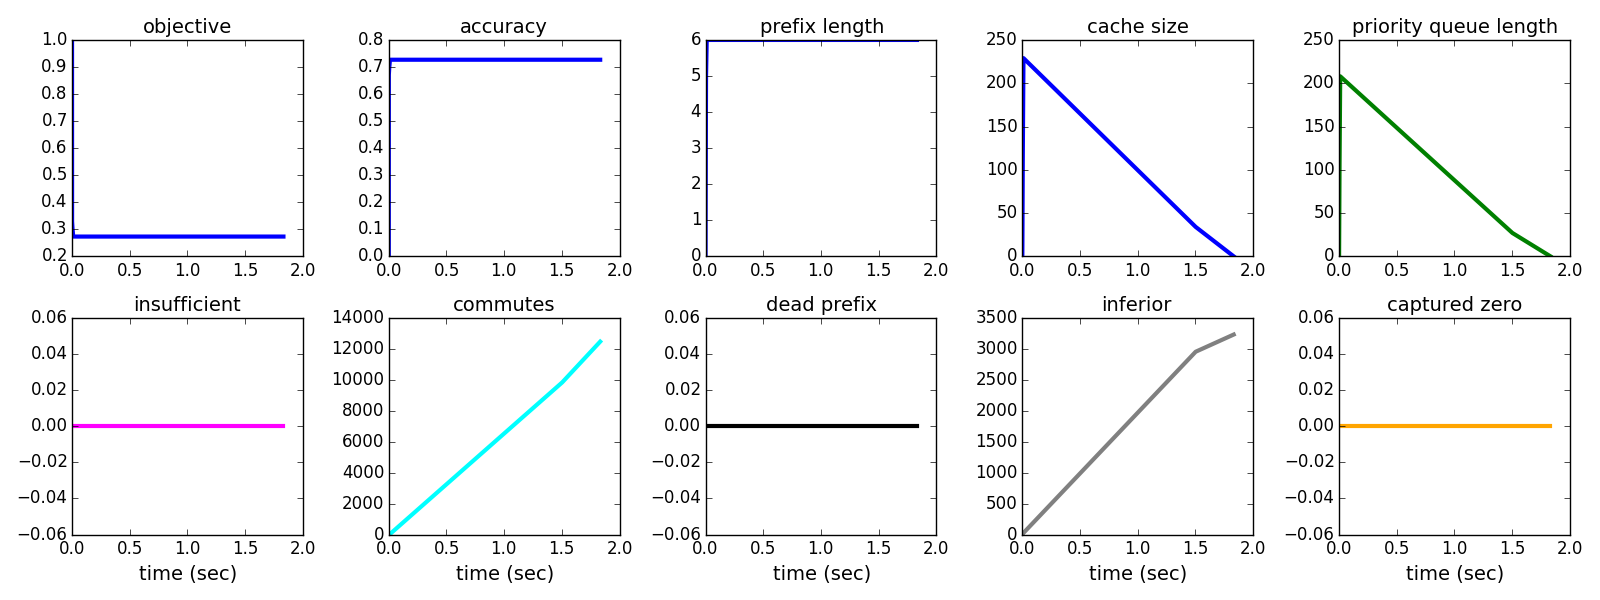 objective
1.0
0.9
0.8
0.7
0.6
0.5
0.4
0.3
0.2
0.0 0.5 1.0 1.5 2.0
accuracy
0.8
0.7
0.6
0.5
0.4
0.3
0.2
0.1
0.0
0.0 0.5 1.0 1.5 2.0
prefix length
6
5
4
3
2
1
0
0.0 0.5 1.0 1.5 2.0
cache size
250
200
150
100
50
0
0.0 0.5 1.0 1.5 2.0
priority queue length
250
200
150
100
50
0
0.0 0.5 1.0 1.5 2.0
insufficient
0.06
0.04
0.02
0.00
−0.02
−0.04
−0.06
0.0 0.5 1.0 1.5 2.0
time (sec)
commutes
14000
12000
10000
8000
6000
4000
2000
0
0.0 0.5 1.0 1.5 2.0
time (sec)
dead prefix
0.06
0.04
0.02
0.00
−0.02
−0.04
−0.06
0.0 0.5 1.0 1.5 2.0
time (sec)
inferior
3500
3000
2500
2000
1500
1000
500
0
0.0 0.5 1.0 1.5 2.0
time (sec)
captured zero
0.06
0.04
0.02
0.00
−0.02
−0.04
−0.06
0.0 0.5 1.0 1.5 2.0
time (sec)